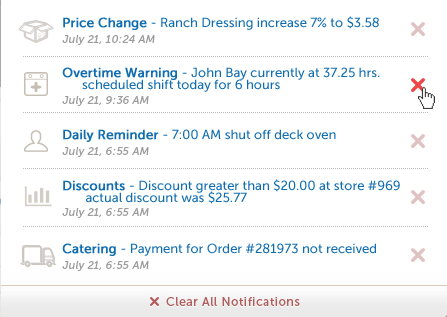 Price Change - Ranch Dressing increase 7% to $3.58
July 21, 10:24 AM
Overtime Warning - John Bay currently at 37.25 hrs.
scheduled shift today for 6 hours
July 21, 9:36 AM
Daily Reminder - 7:00 AM shut off deck oven
July 21, 6:55 AM
Discounts - Discount greater than $20.00 at store #969
actual discount was $25.77
July 21, 6:55 AM
Catering - Payment for Order #281973 not received
July 21, 6:55 AM
Clear All Notifications